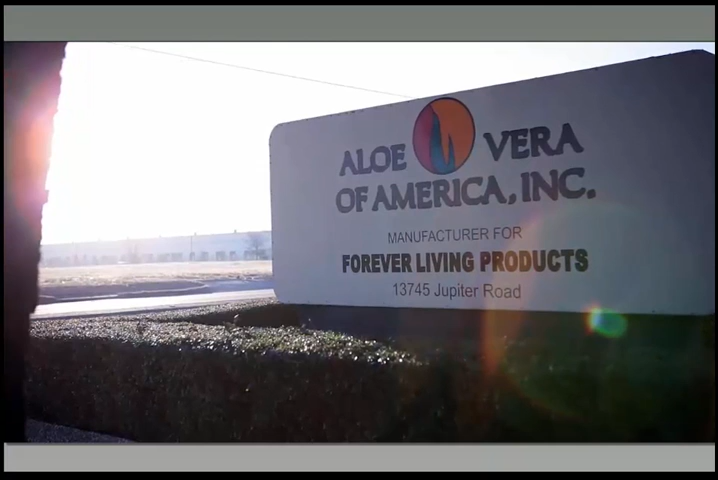 ALOE VERA
OF AMERICA, INC.
MANUFACTURER FOR
FOREVER LIVING PRODUCTS
13745 Jupiter Road